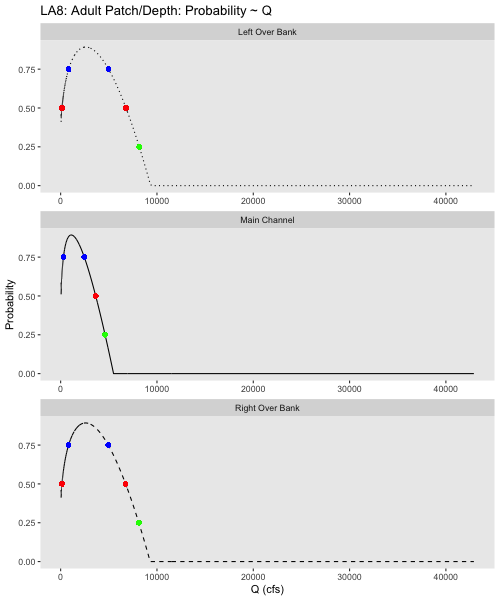 LA8: Adult Patch/Depth: Probability ~ Q
Left Over Bank
0.75
0.50
0.25
0.00
0 10000 20000 30000 40000
Main Channel
0.75
0.50
0.25
0.00
0 10000 20000 30000 40000
Right Over Bank
0.75
0.50
0.25
0.00
0 10000 20000 30000 40000
Probability
Q (cfs)